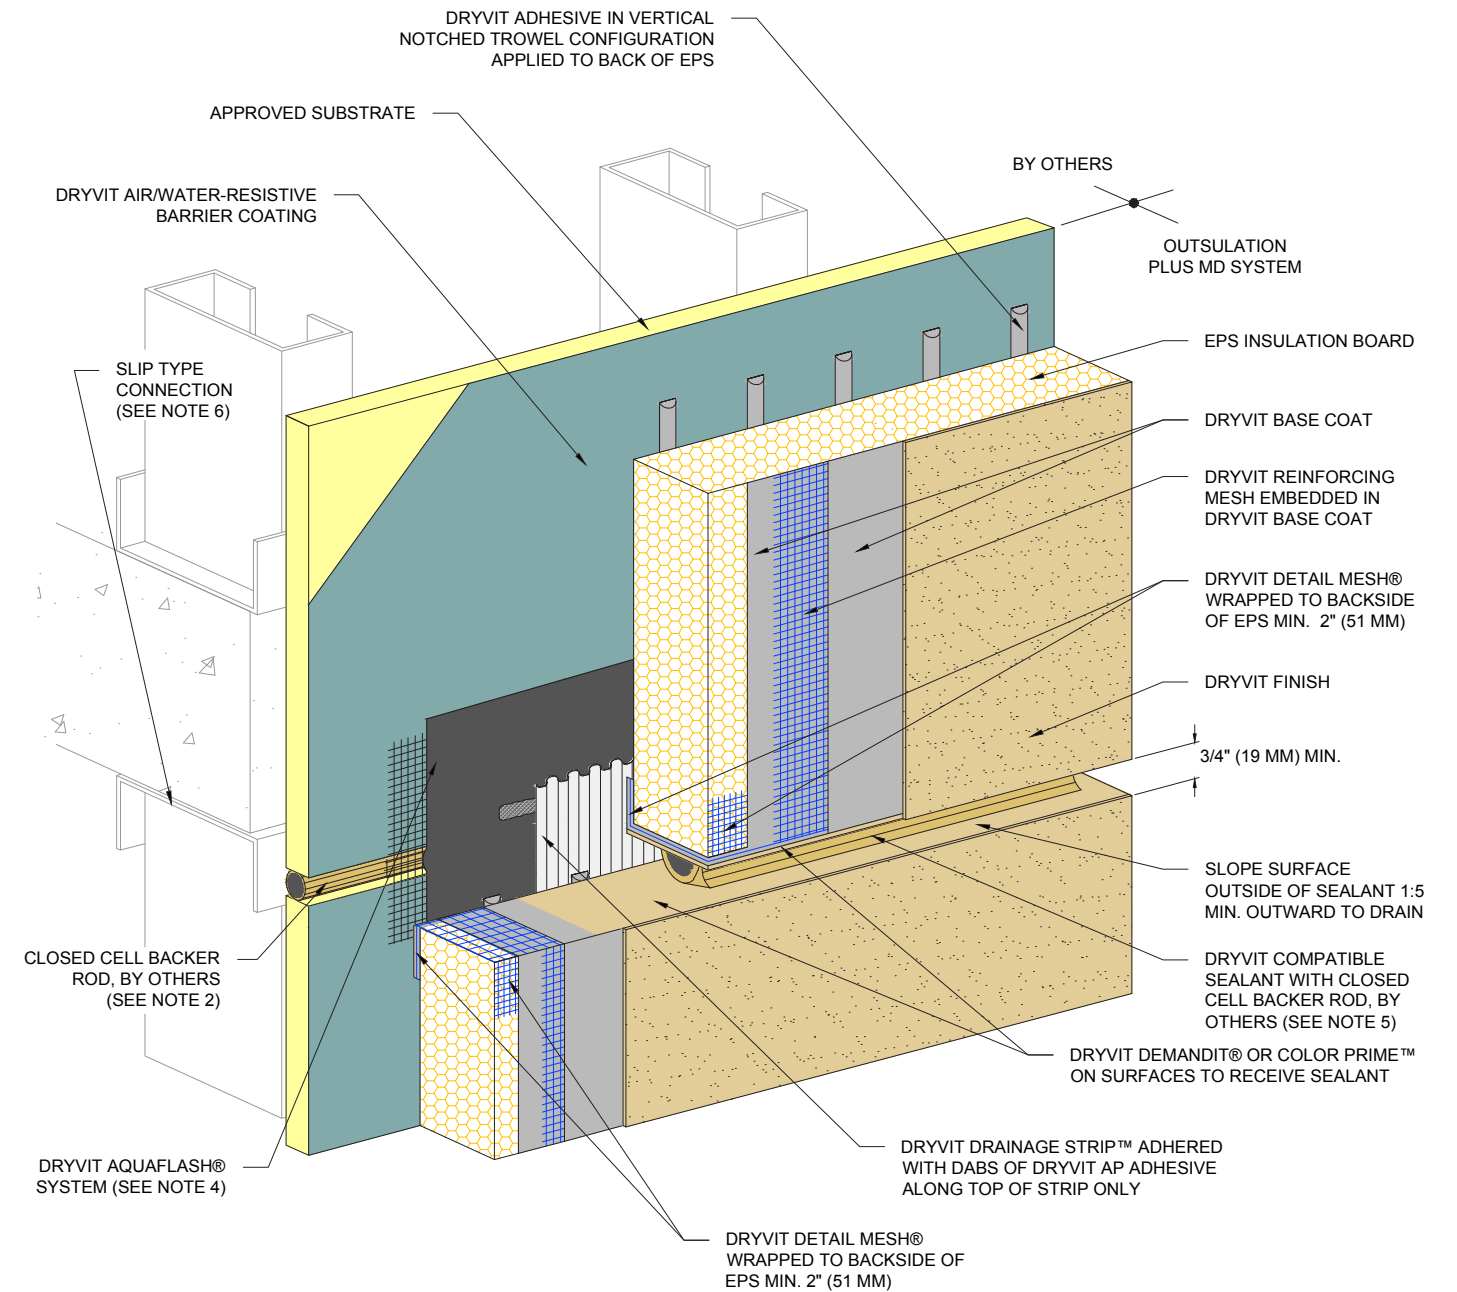 DRYVIT ADHESIVE IN VERTICAL
NOTCHED TROWEL CONFIGURATION
APPLIED TO BACK OF EPS
APPROVED SUBSTRATE
DRYVIT AIR/WATER-RESISTIVE
BARRIER COATING
BY OTHERS
OUTSULATION
PLUS MD SYSTEM
SLIP TYPE
CONNECTION
(SEE NOTE 6)
EPS INSULATION BOARD
DRYVIT BASE COAT
DRYVIT REINFORCING
MESH EMBEDDED IN
DRYVIT BASE COAT
DRYVIT DETAIL MESH®
WRAPPED TO BACKSIDE
OF EPS MIN. 2" (51 MM)
DRYVIT FINISH
3/4" (19 MM) MIN.
SLOPE SURFACE
OUTSIDE OF SEALANT 1:5
MIN. OUTWARD TO DRAIN
CLOSED CELL BACKER
ROD, BY OTHERS
(SEE NOTE 2)
DRYVIT COMPATIBLE
SEALANT WITH CLOSED
CELL BACKER ROD, BY
OTHERS (SEE NOTE 5)
DRYVIT DEMANDIT® OR COLOR PRIME™
ON SURFACES TO RECEIVE SEALANT
DRYVIT AQUAFLASH®
SYSTEM (SEE NOTE 4)
DRYVIT DRAINAGE STRIP™ ADHERED
WITH DABS OF DRYVIT AP ADHESIVE
ALONG TOP OF STRIP ONLY
DRYVIT DETAIL MESH®
WRAPPED TO BACKSIDE OF
EPS MIN. 2" (51 MM)